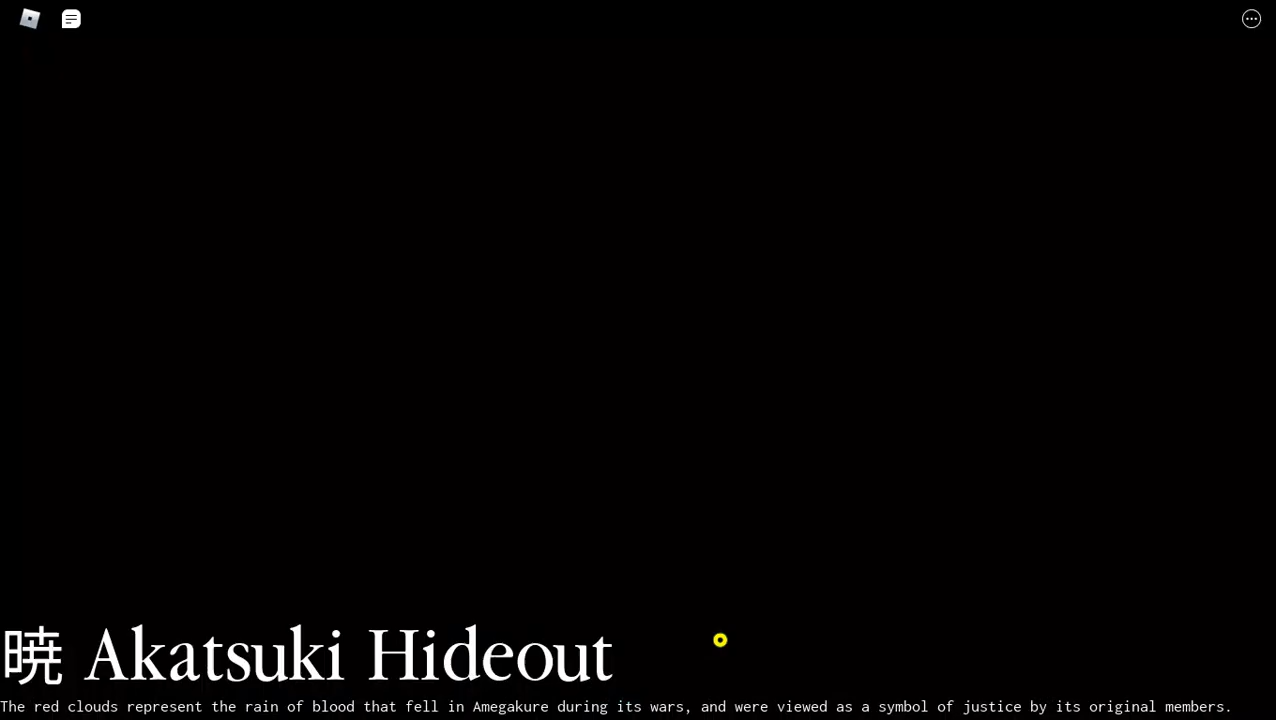 暁 Akatsuki Hideout
The red clouds represent the rain of blood that fell in Amegakure during its wars, and were viewed as a symbol of justice by its original members.